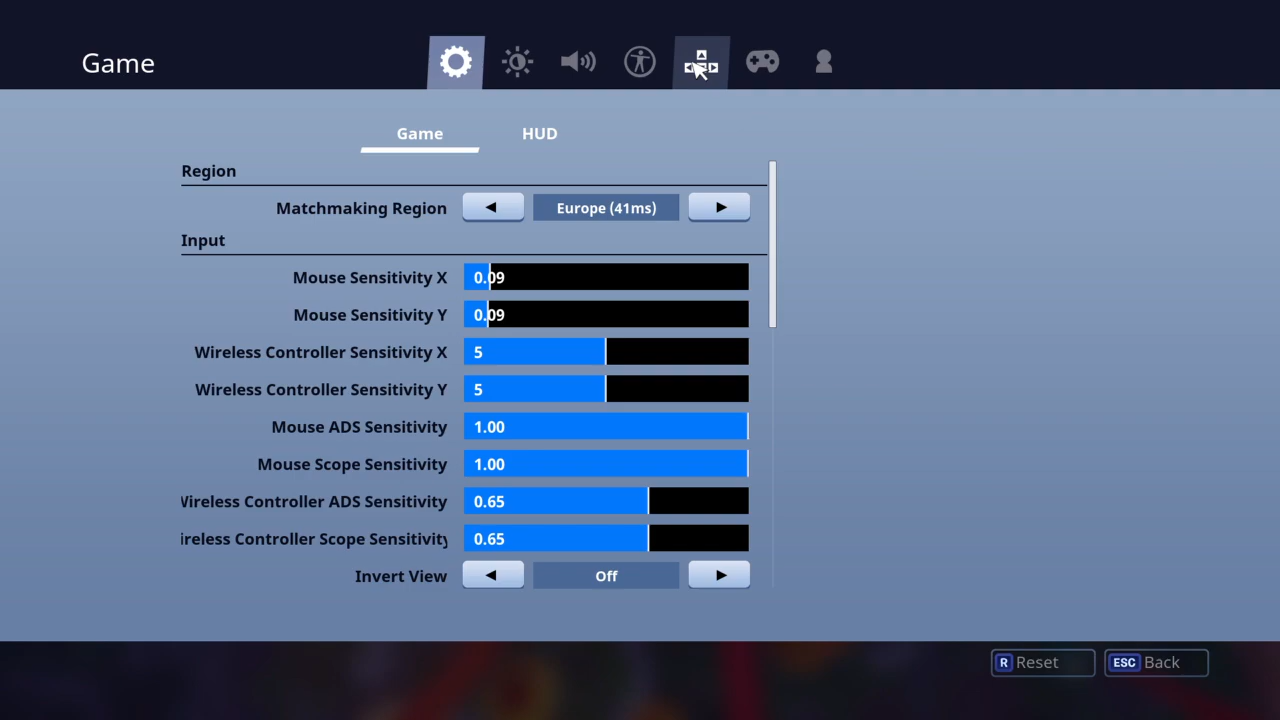 Game
Game HUD
Region
Matchmaking Region Europe (41ms)
Input
Mouse Sensitivity X 0.09
Mouse Sensitivity Y 0.09
Wireless Controller Sensitivity X 5
Wireless Controller Sensitivity Y 5
Mouse ADS Sensitivity 1.00
Mouse Scope Sensitivity 1.00
Wireless Controller ADS Sensitivity 0.65
ireless Controller Scope Sensitivity 0.65
Invert View Off
R Reset ESC Back